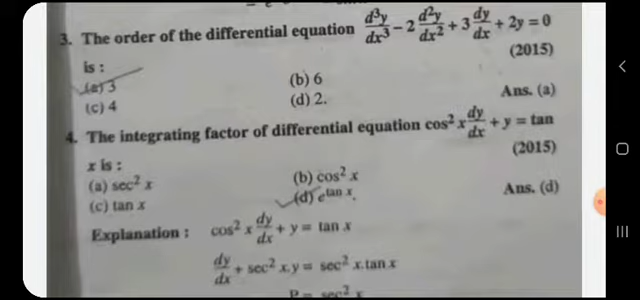 3. The order of the differential equation d³y/dx³ − 2 d²y/dx² + 3 dy/dx + 2y = 0
(2015)
is :
(a) 3
(b) 6
(c) 4
(d) 2.
Ans. (a)
4. The integrating factor of differential equation cos² x dy/dx + y = tan
(2015)
x is :
(a) sec² x
(b) cos² x
(c) tan x
(d) e^tan x.
Ans. (d)
Explanation : cos² x dy/dx + y = tan x
dy/dx + sec² x.y = sec² x.tan x
P = sec² x